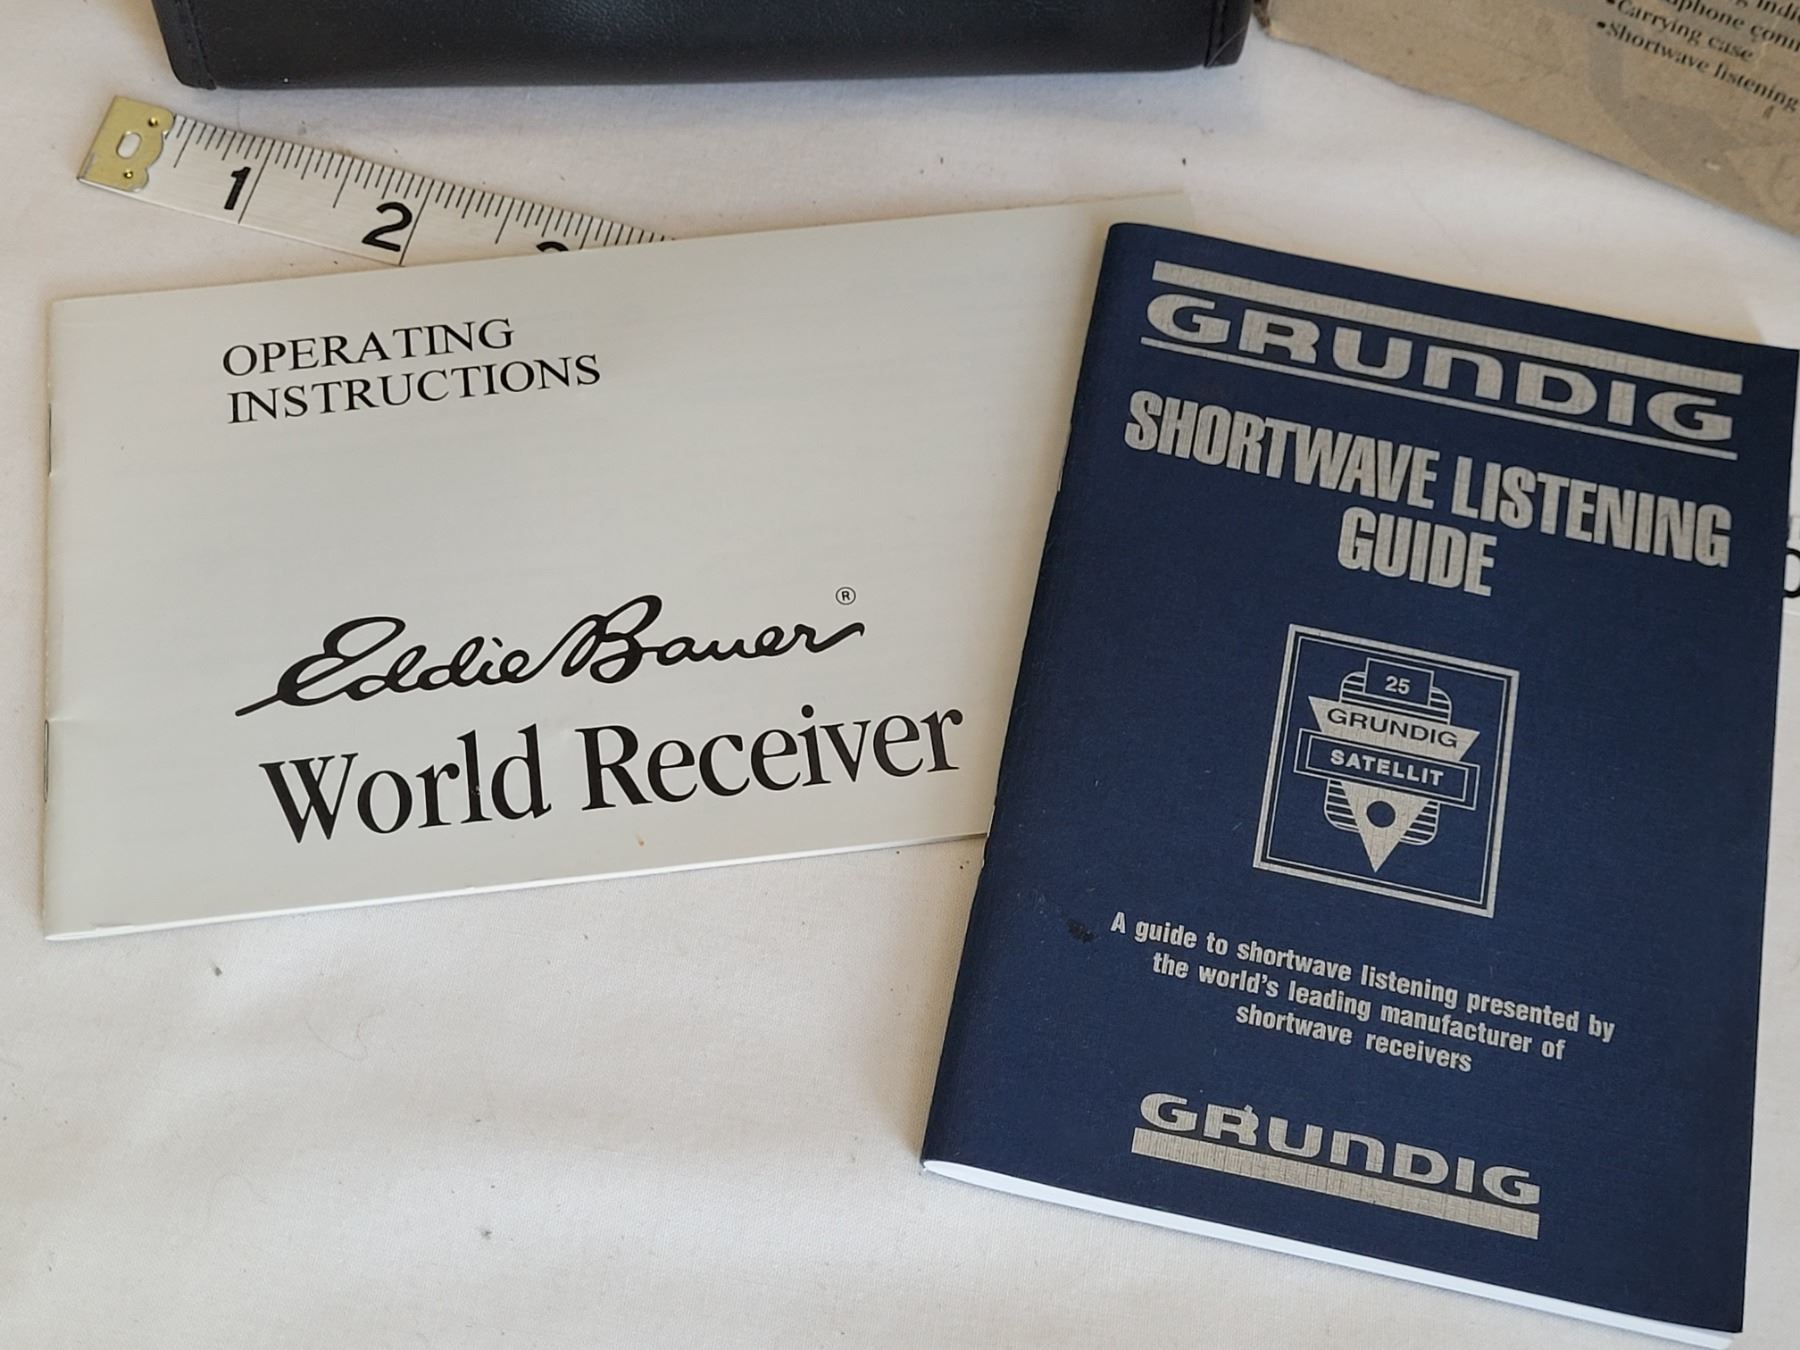 Carrying case
Shortwave listening
1
2
OPERATING
INSTRUCTIONS
Eddie Bauer ®
World Receiver
GRUNDIG
SHORTWAVE LISTENING
GUIDE
25
GRUNDIG
SATELLIT
A guide to shortwave listening presented by
the world's leading manufacturer of
shortwave receivers
GRUNDIG